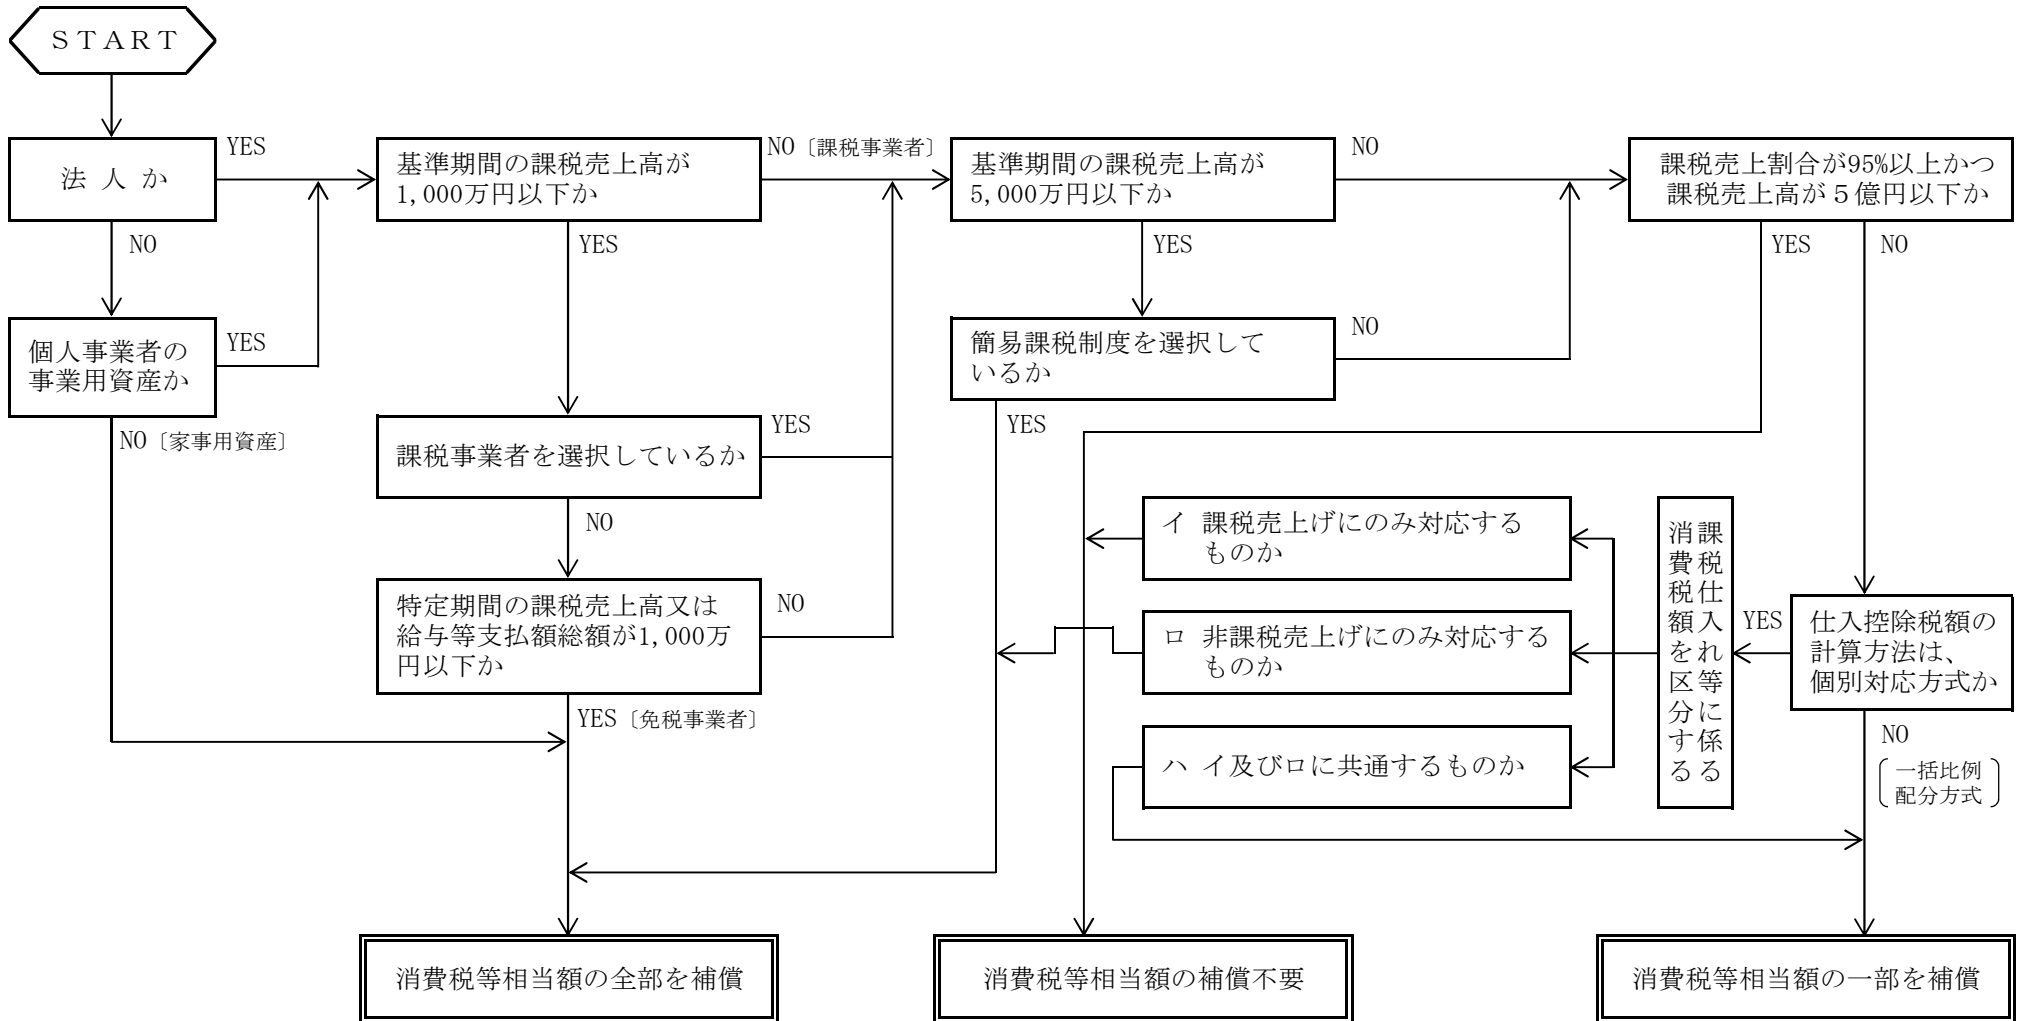 ＳＴＡＲＴ
法 人 か
YES
NO
個人事業者の
事業用資産か
YES
NO〔家事用資産〕
基準期間の課税売上高が
1,000万円以下か
NO〔課税事業者〕
YES
課税事業者を選択しているか
YES
NO
特定期間の課税売上高又は
給与等支払額総額が1,000万
円以下か
NO
YES〔免税事業者〕
基準期間の課税売上高が
5,000万円以下か
NO
YES
簡易課税制度を選択して
いるか
NO
YES
課税売上割合が95%以上かつ
課税売上高が５億円以下か
YES
NO
仕入控除税額の
計算方法は、
個別対応方式か
YES
NO
一括比例
配分方式
課税仕入れ等に係る
消費税額を区分する
イ 課税売上げにのみ対応する
ものか
ロ 非課税売上げにのみ対応する
ものか
ハ イ及びロに共通するものか
消費税等相当額の全部を補償
消費税等相当額の補償不要
消費税等相当額の一部を補償